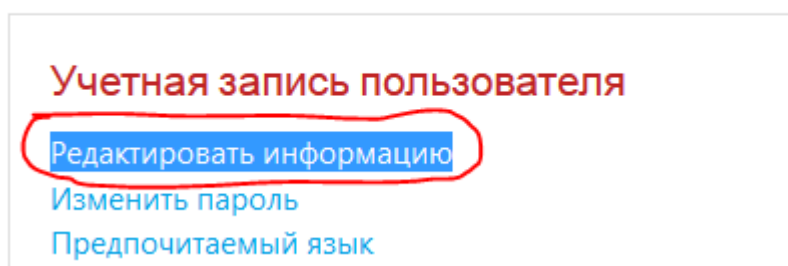 Учетная запись пользователя
Редактировать информацию
Изменить пароль
Предпочитаемый язык